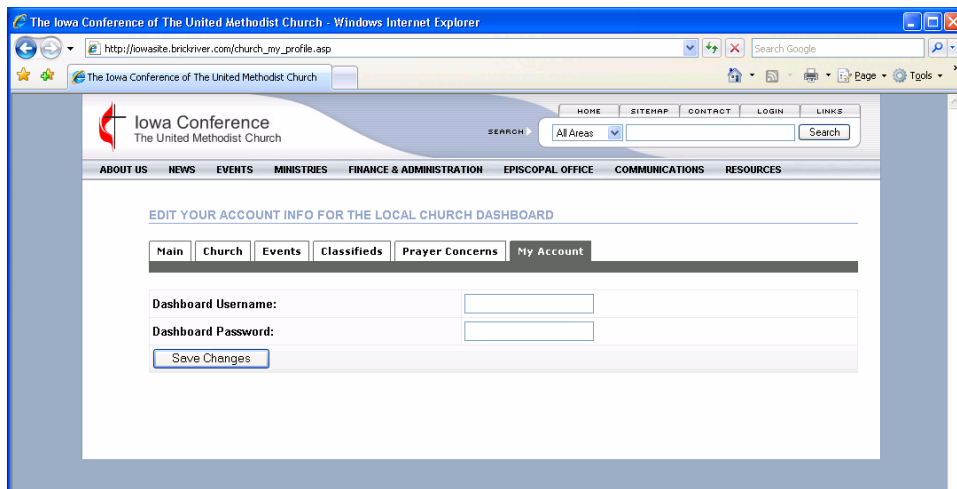 The Iowa Conference of The United Methodist Church - Windows Internet Explorer
http://iowasite.brickriver.com/church_my_profile.asp
Search Google
The Iowa Conference of The United Methodist Church
Page
Tools
HOME SITEMAP CONTACT LOGIN LINKS
Iowa Conference
The United Methodist Church
SEARCH All Areas Search
ABOUT US NEWS EVENTS MINISTRIES FINANCE & ADMINISTRATION EPISCOPAL OFFICE COMMUNICATIONS RESOURCES
EDIT YOUR ACCOUNT INFO FOR THE LOCAL CHURCH DASHBOARD
Main Church Events Classifieds Prayer Concerns My Account
Dashboard Username:
Dashboard Password:
Save Changes